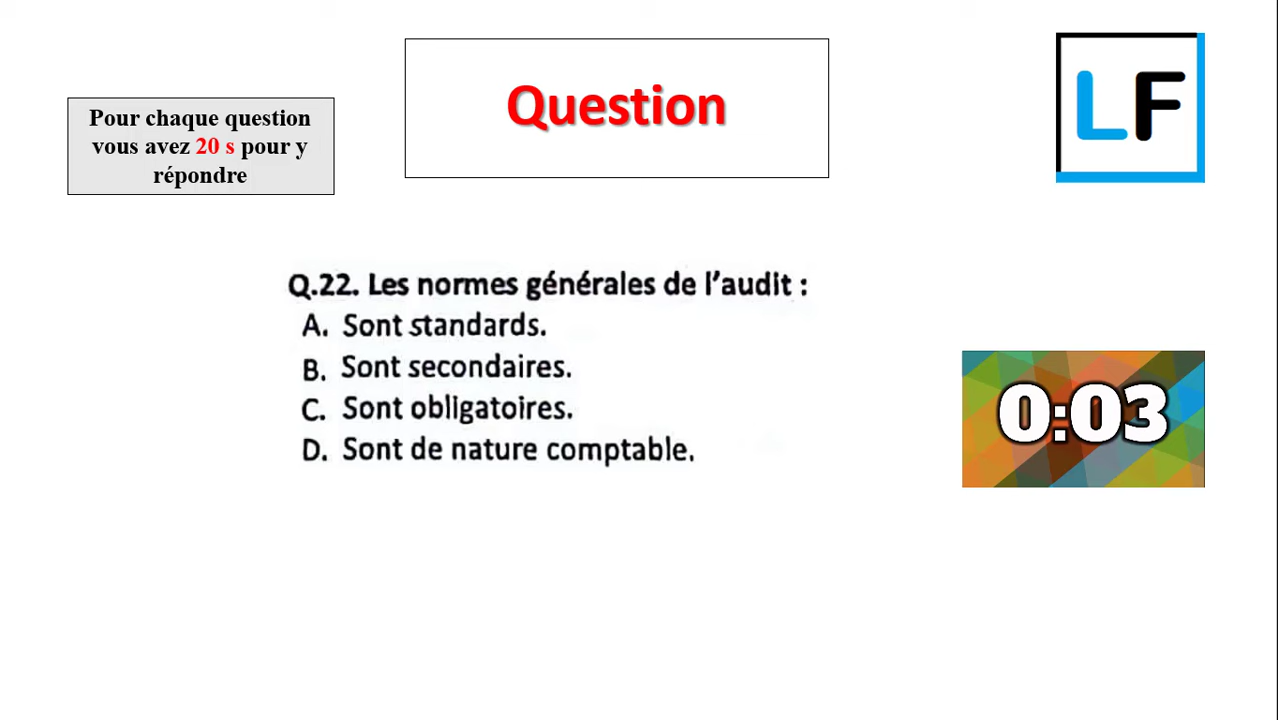 Question
LF
Pour chaque question
vous avez 20 s pour y
répondre
Q.22. Les normes générales de l'audit :
A. Sont standards.
B. Sont secondaires.
C. Sont obligatoires.
D. Sont de nature comptable.
0:03